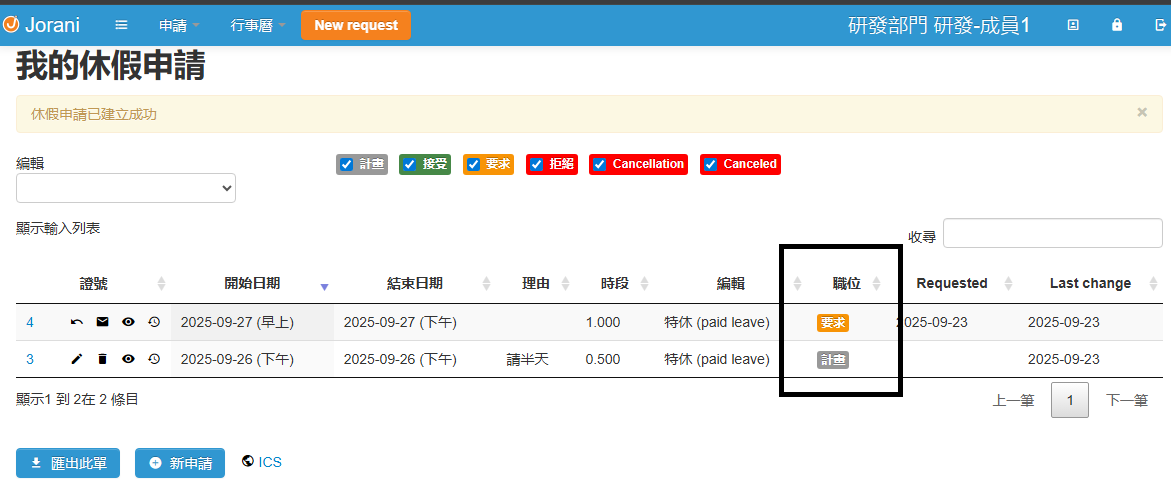 Jorani 申請 行事曆 New request 研發部門 研發-成員1
我的休假申請
休假申請已建立成功 ×
編輯
計畫 接受 要求 拒絕 Cancellation Canceled
顯示輸入列表
收尋
證號 開始日期 結束日期 理由 時段 編輯 職位 Requested Last change
4 2025-09-27 (早上) 2025-09-27 (下午) 1.000 特休 (paid leave) 要求 2025-09-23 2025-09-23
3 2025-09-26 (下午) 2025-09-26 (下午) 請半天 0.500 特休 (paid leave) 計畫 2025-09-23
顯示1 到 2在 2 條目
上一筆 1 下一筆
匯出此單 新申請 ICS